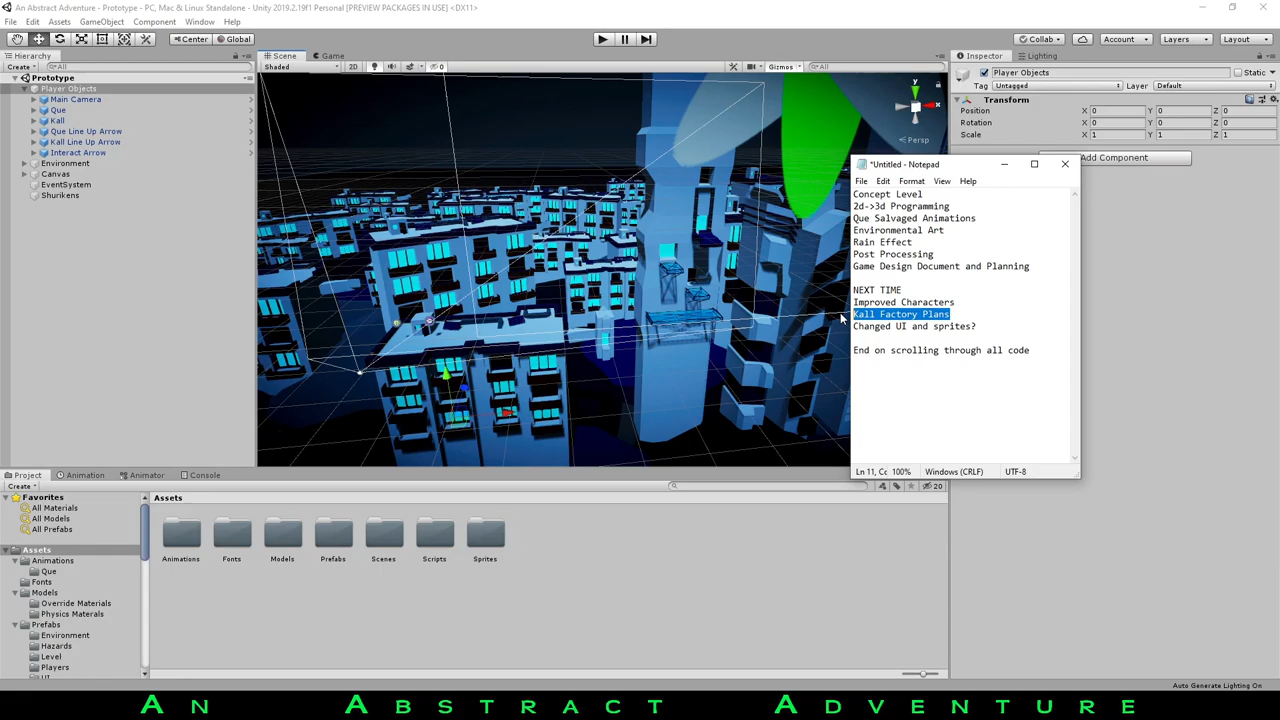 An Abstract Adventure - Prototype - PC, Mac & Linux Standalone - Unity 2019.2.19f1 Personal [PREVIEW PACKAGES IN USE] <DX11>
File Edit Assets GameObject Component Window Help
Center Global Collab Account Layers Layout
Hierarchy
Scene Game
Inspector Lighting
Create All
Shaded 2D 0 Gizmos All
Prototype
Player Objects
Main Camera
Que
Kall
Que Line Up Arrow
Kall Line Up Arrow
Interact Arrow
Environment
Canvas
EventSystem
Shurikens
y
x
Persp
Player Objects Static
Tag Untagged Layer Default
Transform
Position X 0 Y 0 Z 0
Rotation X 0 Y 0 Z 0
Scale X 1 Y 1 Z 1
Add Component
*Untitled - Notepad
File Edit Format View Help
Concept Level
2d->3d Programming
Que Salvaged Animations
Environmental Art
Rain Effect
Post Processing
Game Design Document and Planning
NEXT TIME
Improved Characters
Kall Factory Plans
Changed UI and sprites?
End on scrolling through all code
Ln 11, Cc 100% Windows (CRLF) UTF-8
Project Animation Animator Console
Create 20
Favorites
All Materials
All Models
All Prefabs
Assets
Animations
Que
Fonts
Models
Override Materials
Physics Materals
Prefabs
Environment
Hazards
Level
Players
UI
Assets
Animations Fonts Models Prefabs Scenes Scripts Sprites
Auto Generate Lighting On
An Abstract Adventure